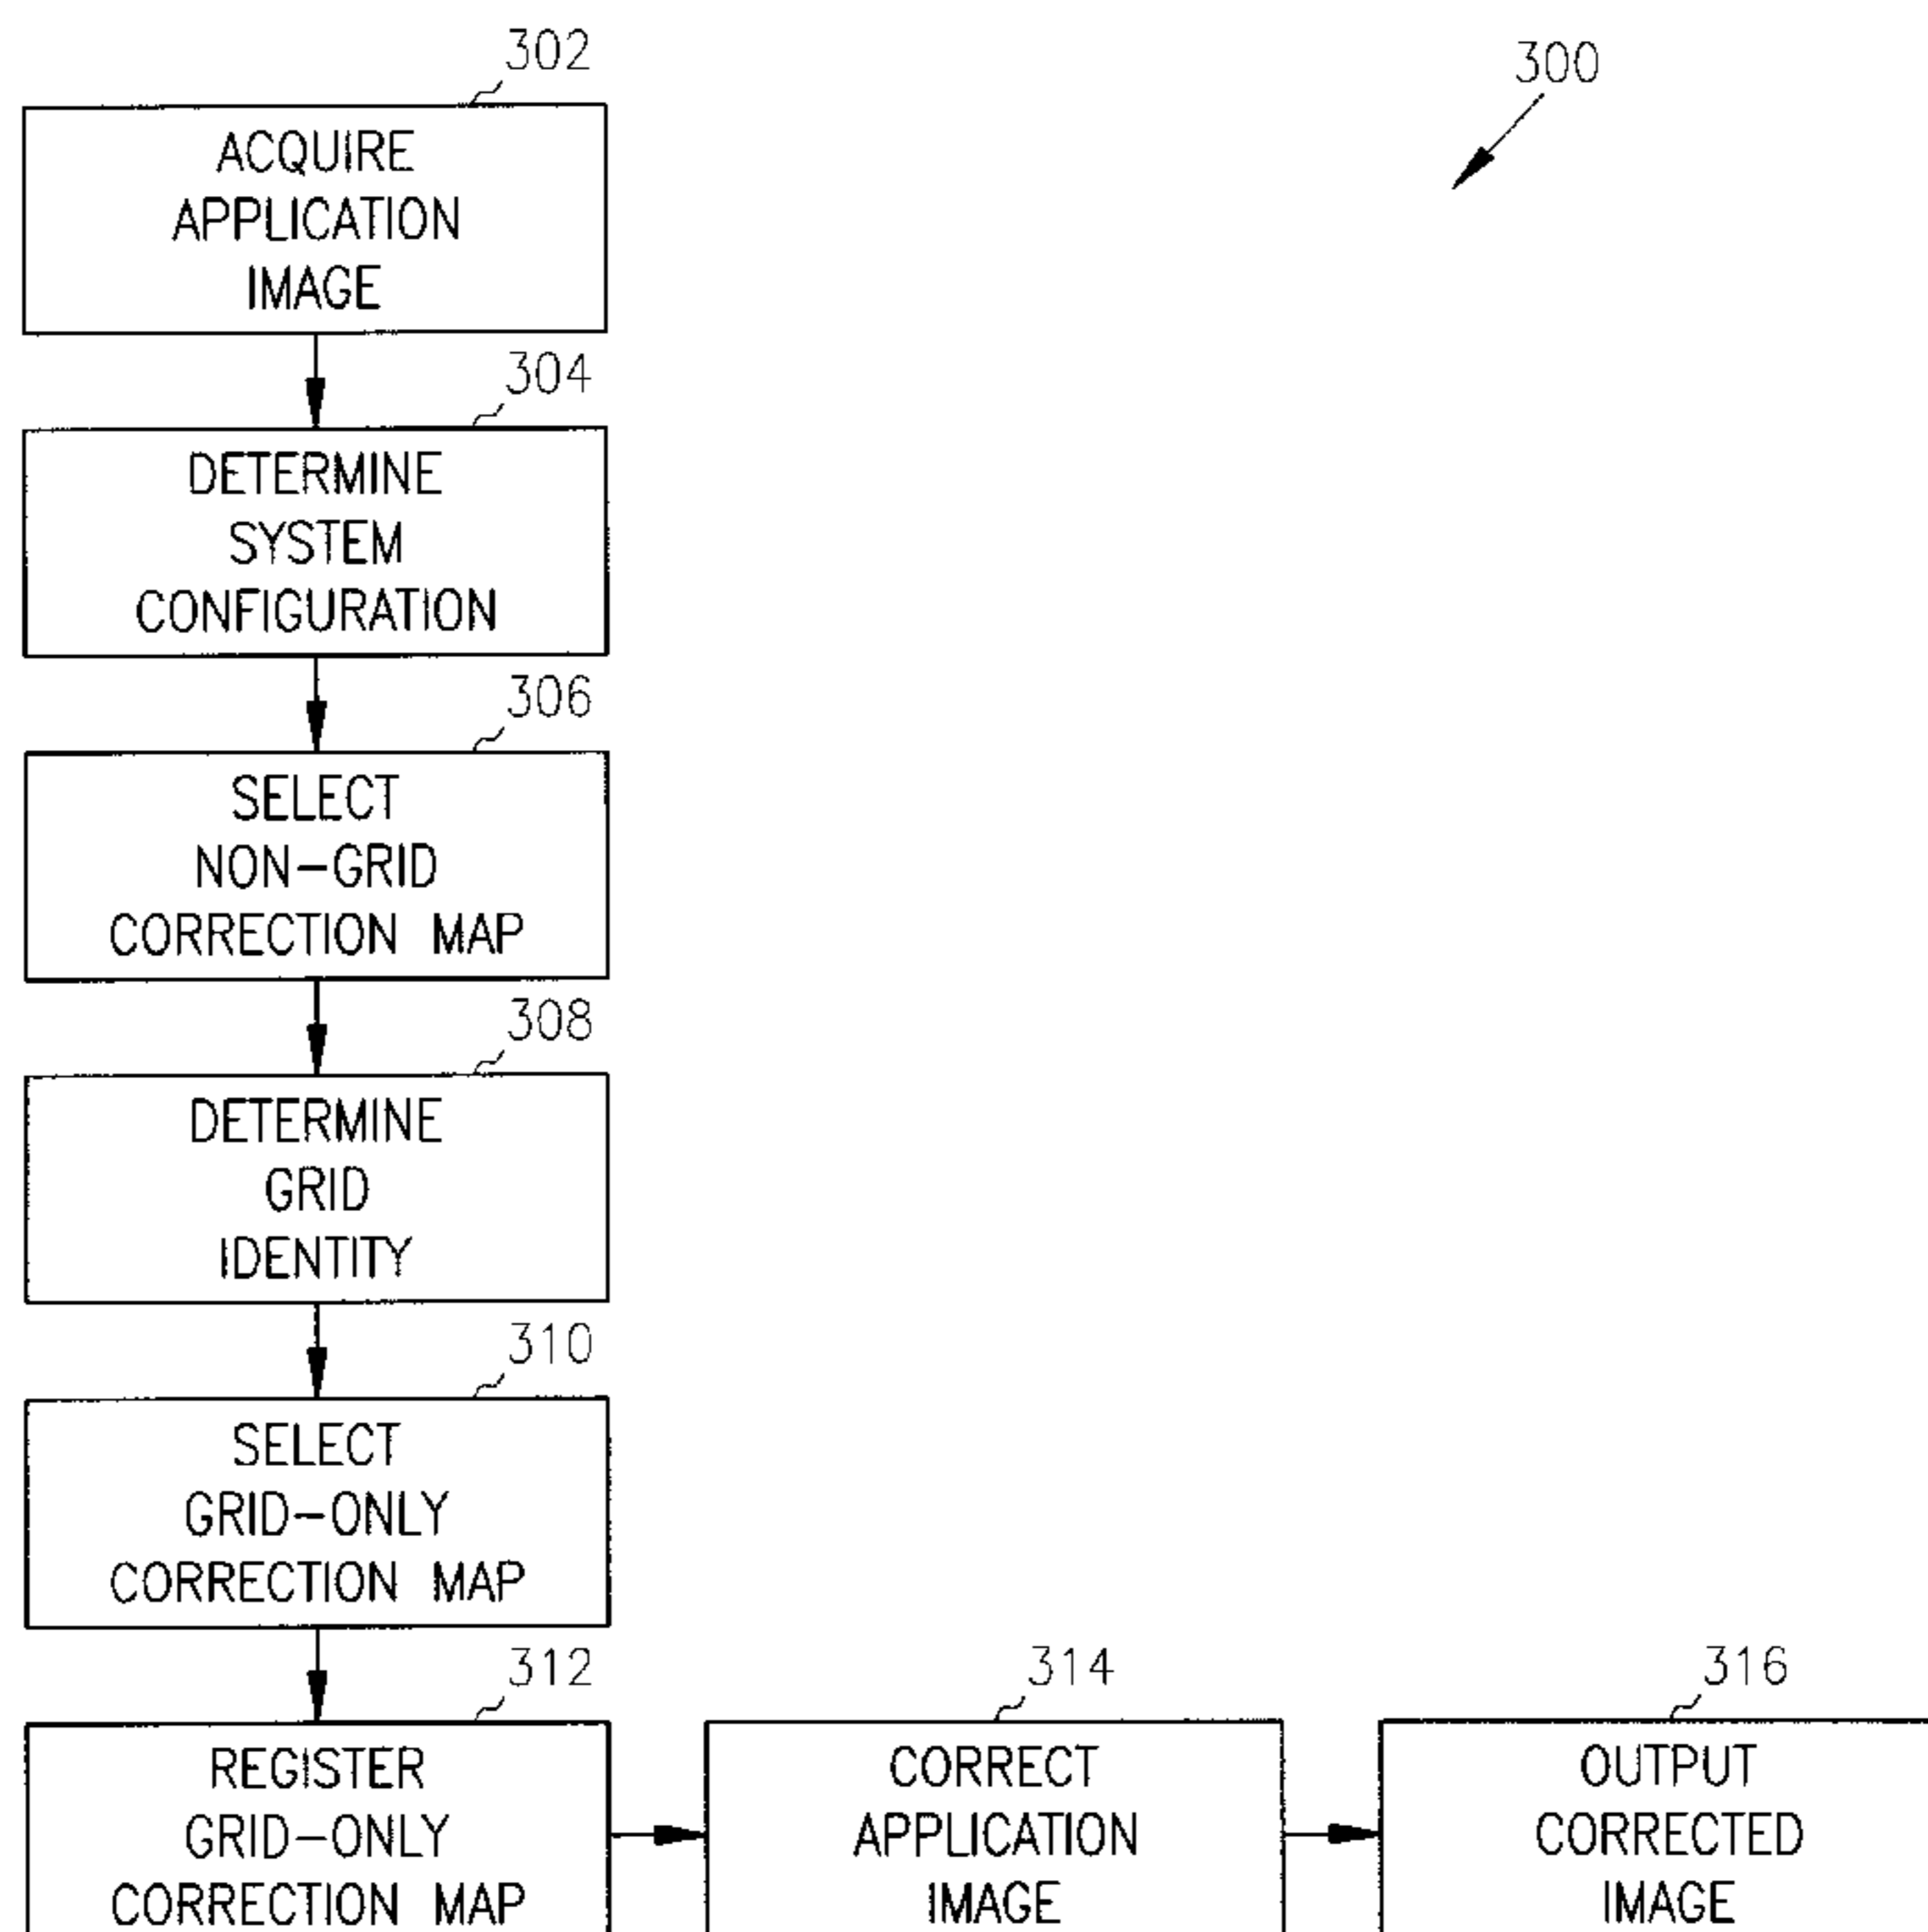 302
300
ACQUIRE
APPLICATION
IMAGE
304
DETERMINE
SYSTEM
CONFIGURATION
306
SELECT
NON-GRID
CORRECTION MAP
308
DETERMINE
GRID
IDENTITY
310
SELECT
GRID-ONLY
CORRECTION MAP
312
REGISTER
GRID-ONLY
CORRECTION MAP
314
CORRECT
APPLICATION
IMAGE
316
OUTPUT
CORRECTED
IMAGE